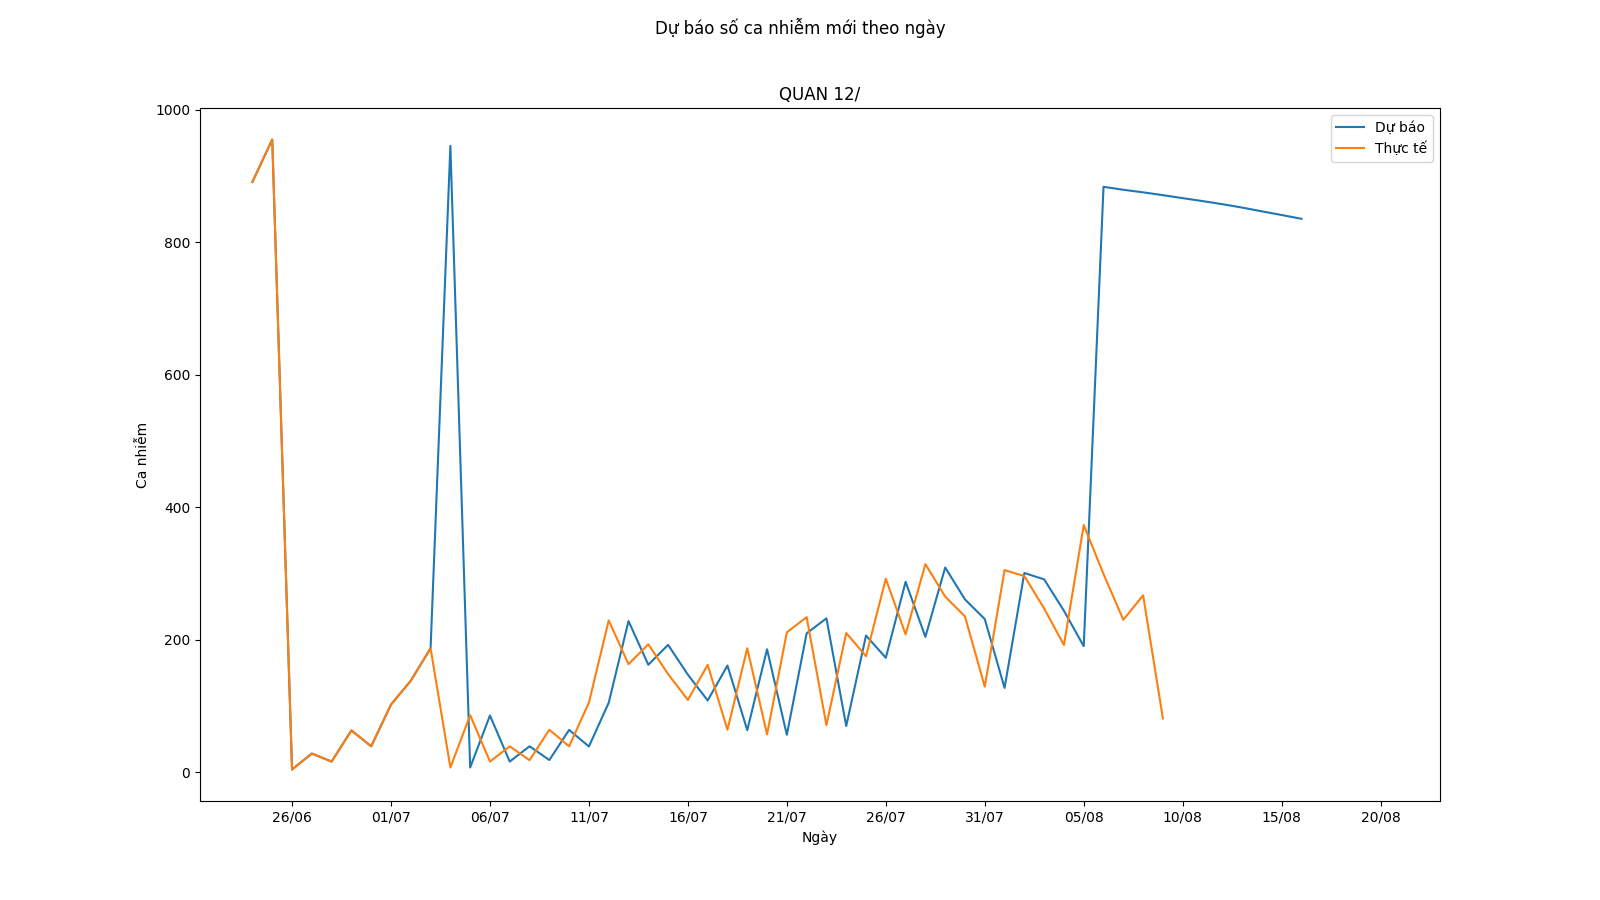 Dự báo số ca nhiễm mới theo ngày
QUAN 12/
1000
800
600
400
200
0
Ca nhiễm
Dự báo
Thực tế
26/06 01/07 06/07 11/07 16/07 21/07 26/07 31/07 05/08 10/08 15/08 20/08
Ngày